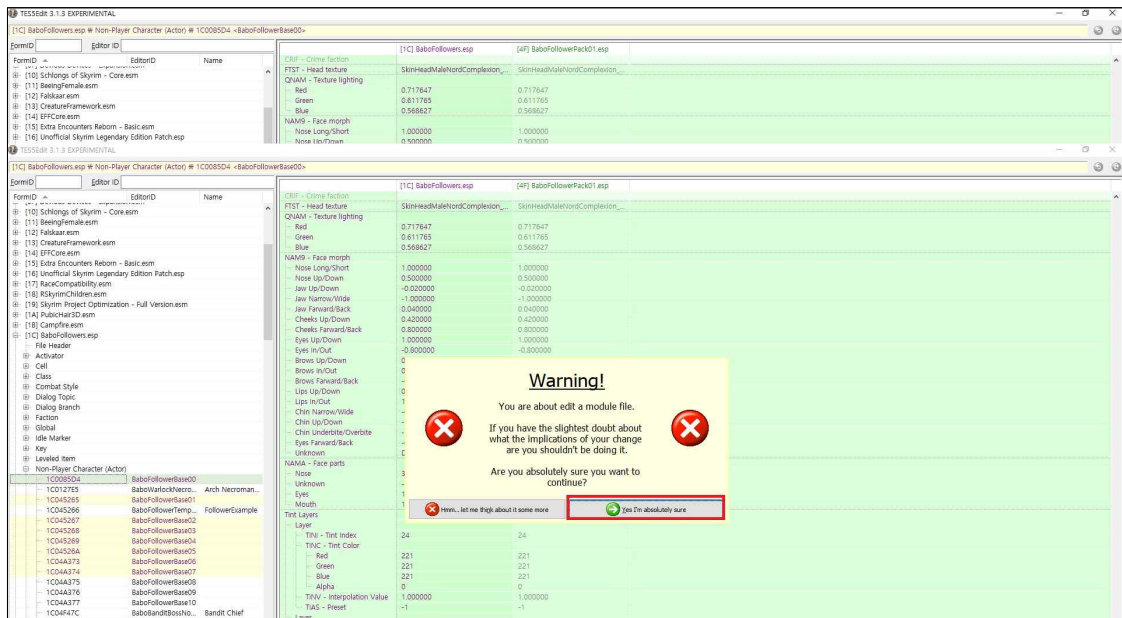 TES5Edit 3.1.3 EXPERIMENTAL
[1C] BaboFollowers.esp # Non-Player Character (Actor) # 1C0085D4 <BaboFollowerBase00>
FormID Editor ID
[1C] BaboFollowers.esp [4F] BaboFollowerPack01.esp
FormID EditorID Name
CRIF - Crime faction
FTST - Head texture SkinHeadMaleNordComplexion_... SkinHeadMaleNordComplexion_...
[10] Schlongs of Skyrim - Core.esm
QNAM - Texture lighting
[11] BeeingFemale.esm
Red 0.717647 0.717647
[12] Falskaar.esm
Green 0.611765 0.611765
[13] CreatureFramework.esm
Blue 0.568627 0.568627
[14] EFFCore.esm
NAM9 - Face morph
[15] Extra Encounters Reborn - Basic.esm
Nose Long/Short 1.000000 1.000000
[16] Unofficial Skyrim Legendary Edition Patch.esp
Nose Up/Down 0.500000 0.500000
TES5Edit 3.1.3 EXPERIMENTAL
[1C] BaboFollowers.esp # Non-Player Character (Actor) # 1C0085D4 <BaboFollowerBase00>
FormID Editor ID
FormID EditorID Name
[10] Schlongs of Skyrim - Core.esm
[11] BeeingFemale.esm
[12] Falskaar.esm
[13] CreatureFramework.esm
[14] EFFCore.esm
[15] Extra Encounters Reborn - Basic.esm
[16] Unofficial Skyrim Legendary Edition Patch.esp
[17] RaceCompatibility.esm
[18] RSkyrimChildren.esm
[19] Skyrim Project Optimization - Full Version.esm
[1A] PubicHair3D.esm
[1B] Campfire.esm
[1C] BaboFollowers.esp
File Header
Activator
Cell
Class
Combat Style
Dialog Topic
Dialog Branch
Faction
Global
Idle Marker
Key
Leveled Item
Non-Player Character (Actor)
1C0085D4 BaboFollowerBase00
1C0127E5 BaboWarlockNecro... Arch Necroman...
1C045265 BaboFollowerBase01
1C045266 BaboFollowerTemp... FollowerExample
1C045267 BaboFollowerBase02
1C045268 BaboFollowerBase03
1C045269 BaboFollowerBase04
1C04526A BaboFollowerBase05
1C04A373 BaboFollowerBase06
1C04A374 BaboFollowerBase07
1C04A375 BaboFollowerBase08
1C04A376 BaboFollowerBase09
1C04A377 BaboFollowerBase10
1C04F47C BaboBanditBossNo... Bandit Chief
[1C] BaboFollowers.esp [4F] BaboFollowerPack01.esp
CRIF - Crime faction
FTST - Head texture SkinHeadMaleNordComplexion_... SkinHeadMaleNordComplexion_...
QNAM - Texture lighting
Red 0.717647 0.717647
Green 0.611765 0.611765
Blue 0.568627 0.568627
NAM9 - Face morph
Nose Long/Short 1.000000 1.000000
Nose Up/Down 0.500000 0.500000
Jaw Up/Down -0.020000 -0.020000
Jaw Narrow/Wide -1.000000 -1.000000
Jaw Farward/Back 0.040000 0.040000
Cheeks Up/Down 0.420000 0.420000
Cheeks Farward/Back 0.800000 0.800000
Eyes Up/Down 1.000000 1.000000
Eyes In/Out -0.800000 -0.800000
Brows Up/Down
Brows In/Out
Brows Farward/Back
Lips Up/Down
Lips In/Out
Chin Narrow/Wide
Chin Up/Down
Chin Underbite/Overbite
Eyes Farward/Back
Unknown
NAMA - Face parts
Nose
Unknown
Eyes
Mouth
Tint Layers
Layer
TINI - Tint Index 24 24
TINC - Tint Color
Red 221 221
Green 221 221
Blue 221 221
Alpha 0 0
TINV - Interpolation Value 1.000000 1.000000
TIAS - Preset -1 -1
Layer
Warning!
You are about edit a module file.
If you have the slightest doubt about
what the implications of your change
are you shouldn't be doing it.
Are you absolutely sure you want to
continue?
Hmm... let me think about it some more
Yes I'm absolutely sure